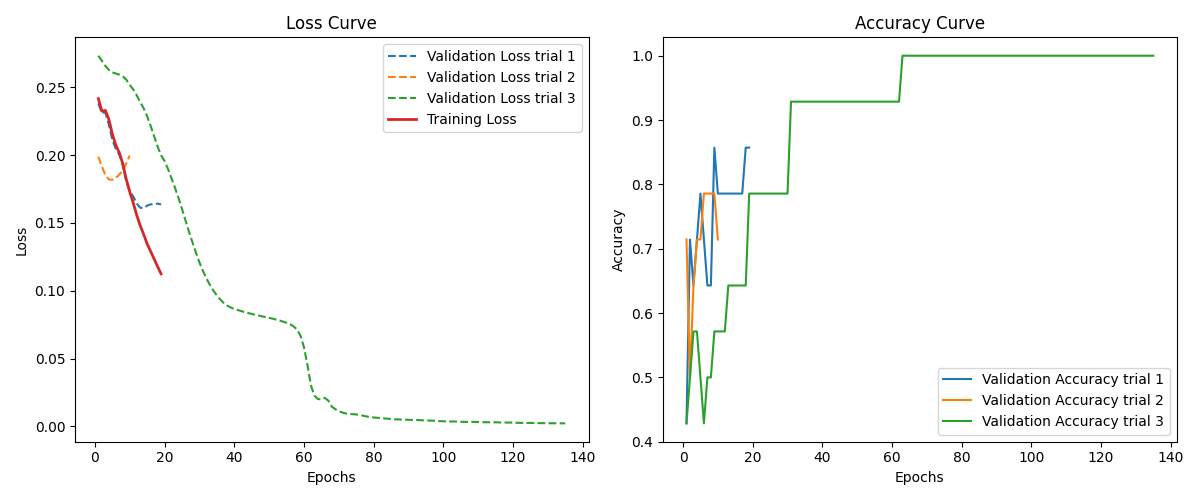 Loss Curve
Validation Loss trial 1
Validation Loss trial 2
Validation Loss trial 3
Training Loss
Loss
0.25
0.20
0.15
0.10
0.05
0.00
0 20 40 60 80 100 120 140
Epochs
Accuracy Curve
Accuracy
1.0
0.9
0.8
0.7
0.6
0.5
0.4
Validation Accuracy trial 1
Validation Accuracy trial 2
Validation Accuracy trial 3
0 20 40 60 80 100 120 140
Epochs